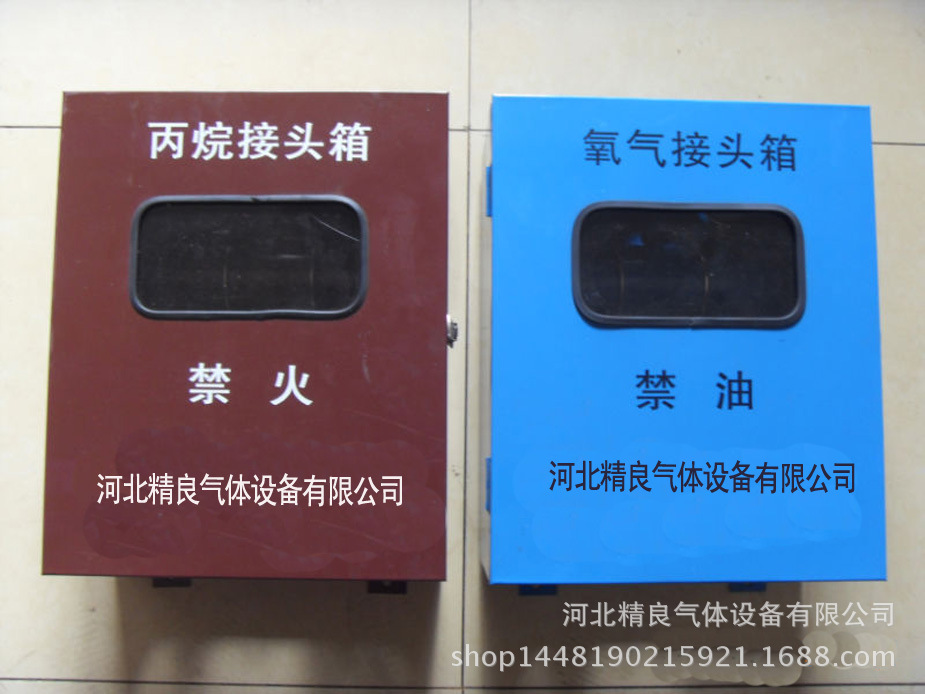 丙烷接头箱
禁 火
河北精良气体设备有限公司
氧气接头箱
禁 油
河北精良气体设备有限公司
河北精良气体设备有限公司
shop1448190215921.1688.com